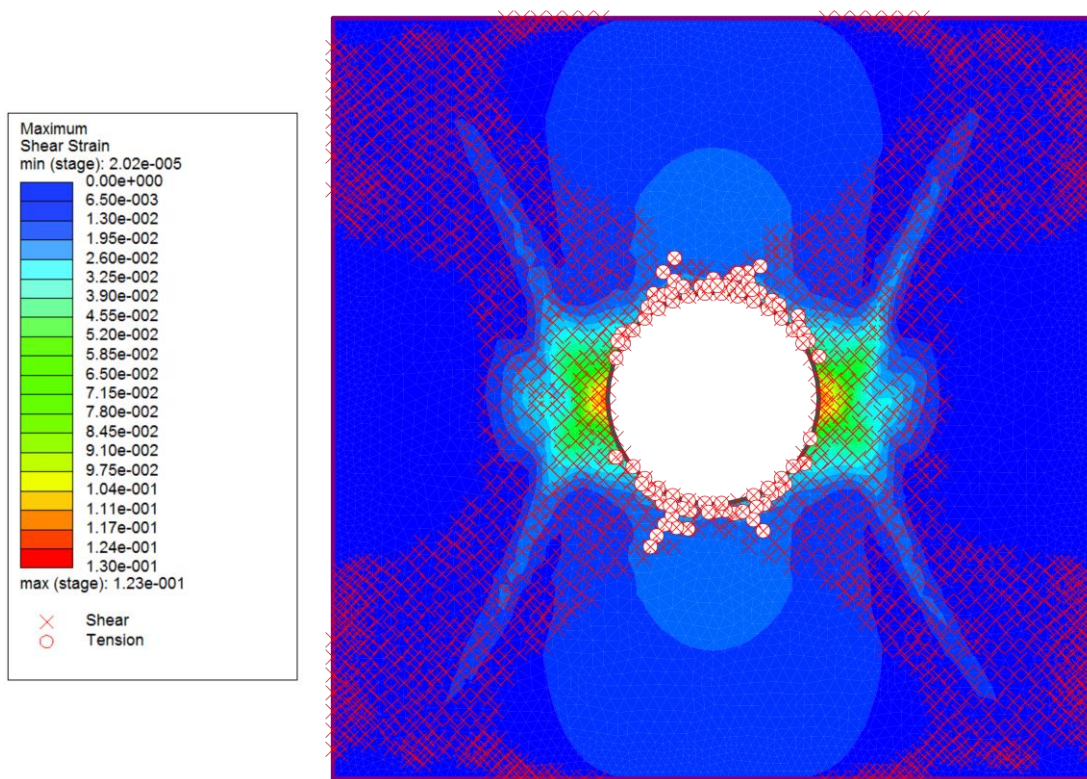 Maximum
Shear Strain
min (stage): 2.02e-005
0.00e+000
6.50e-003
1.30e-002
1.95e-002
2.60e-002
3.25e-002
3.90e-002
4.55e-002
5.20e-002
5.85e-002
6.50e-002
7.15e-002
7.80e-002
8.45e-002
9.10e-002
9.75e-002
1.04e-001
1.11e-001
1.17e-001
1.24e-001
1.30e-001
max (stage): 1.23e-001
Shear
Tension